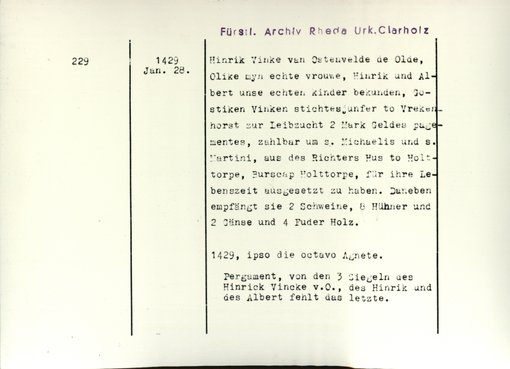 Fürstl. Archiv Rheda Urk. Clarholz
229
1429
Jan. 28.
Hinrik Vinke van Ostenvelde de Olde,
Olike myn echte vrouwe, Hinrik und Al-
bert unse echten kinder bekunden, Go-
stiken Vinken stichtesjunfer to Vreken-
horst zur Leibzucht 2 Mark Geldes page-
mentes, zahlbar um s. Michaelis und s.
Martini, aus des Richters Hus to Holt-
torpe, Burscap Holttorpe, für ihre Le-
benszeit ausgesetzt zu haben. Daneben
empfängt sie 2 Schweine, 8 Hühner und
2 Gänse und 4 Fuder Holz.
1429, ipso die octavo Agnete.
Pergament, von den 3 Siegeln des
Hinrick Vincke v.O., des Hinrik und
des Albert fehlt das letzte.